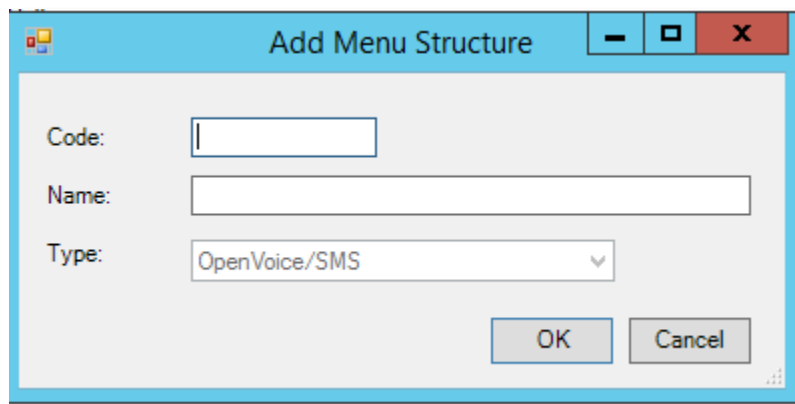 Add Menu Structure
Code:
Name:
Type:
OpenVoice/SMS
OK
Cancel